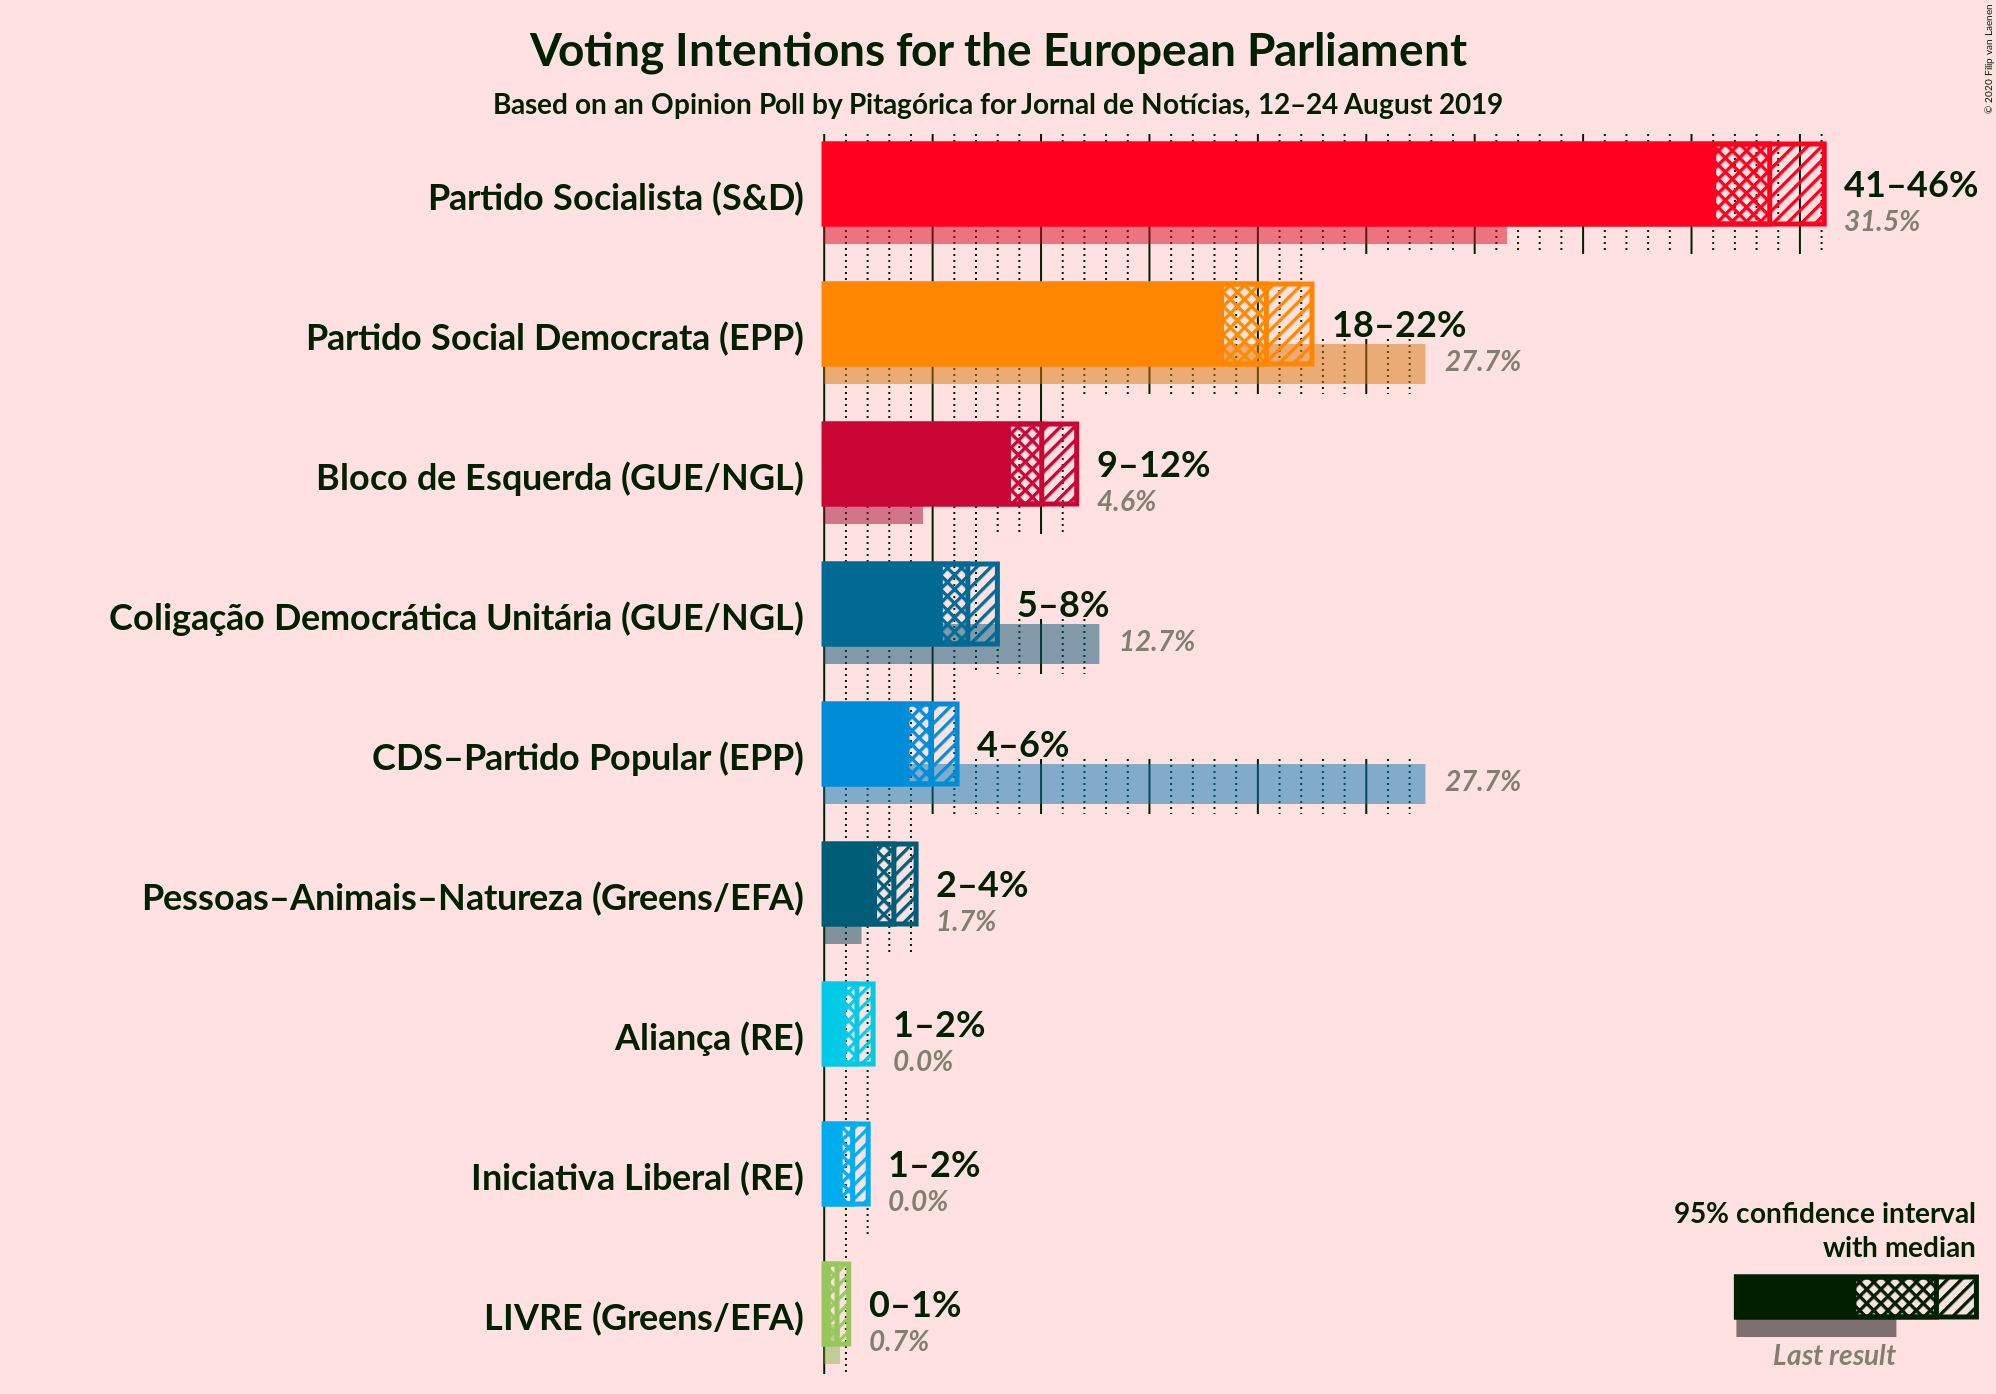 Voting Intentions for the European Parliament
Based on an Opinion Poll by Pitagórica for Jornal de Notícias, 12–24 August 2019
© 2020 Filip van Laenen
Partido Socialista (S&D)
41–46%
31.5%
Partido Social Democrata (EPP)
18–22%
27.7%
Bloco de Esquerda (GUE/NGL)
9–12%
4.6%
Coligação Democrática Unitária (GUE/NGL)
5–8%
12.7%
CDS–Partido Popular (EPP)
4–6%
27.7%
Pessoas–Animais–Natureza (Greens/EFA)
2–4%
1.7%
Aliança (RE)
1–2%
0.0%
Iniciativa Liberal (RE)
1–2%
0.0%
LIVRE (Greens/EFA)
0–1%
0.7%
95% confidence interval
with median
Last result